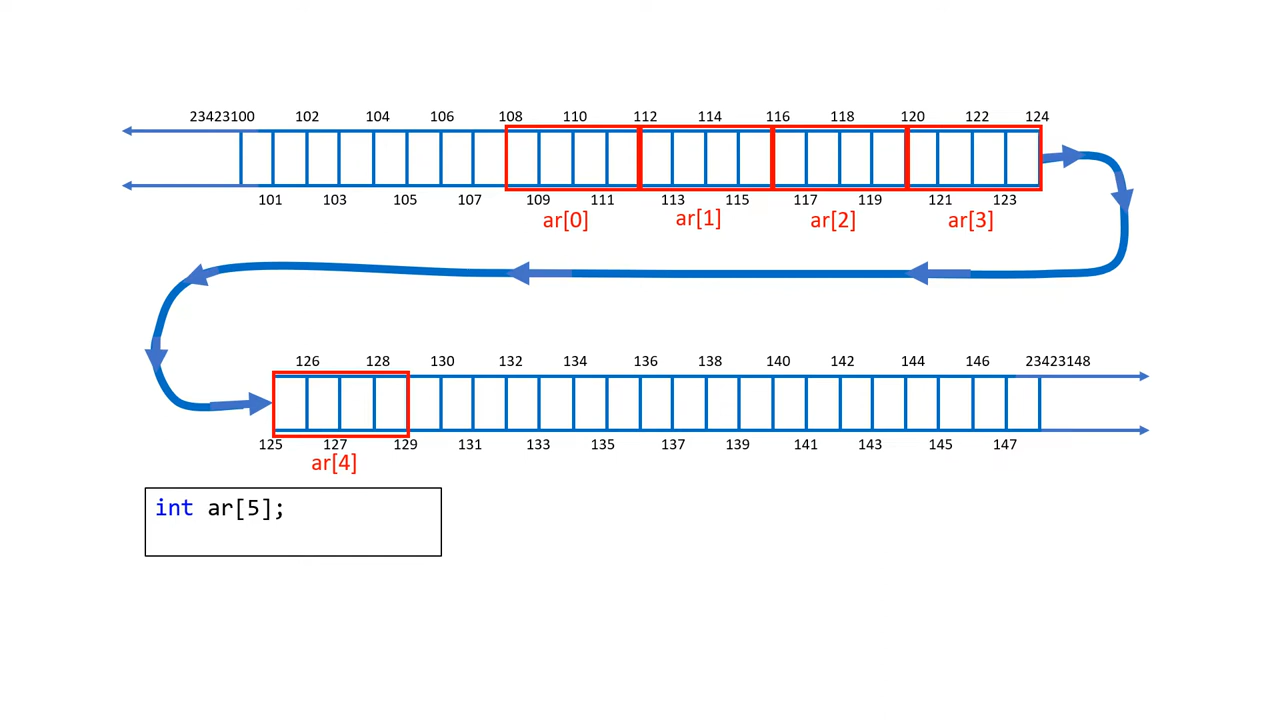 23423100 102 104 106 108 110 112 114 116 118 120 122 124
101 103 105 107 109 111 113 115 117 119 121 123
ar[0] ar[1] ar[2] ar[3]
126 128 130 132 134 136 138 140 142 144 146 23423148
125 127 129 131 133 135 137 139 141 143 145 147
ar[4]
int ar[5];